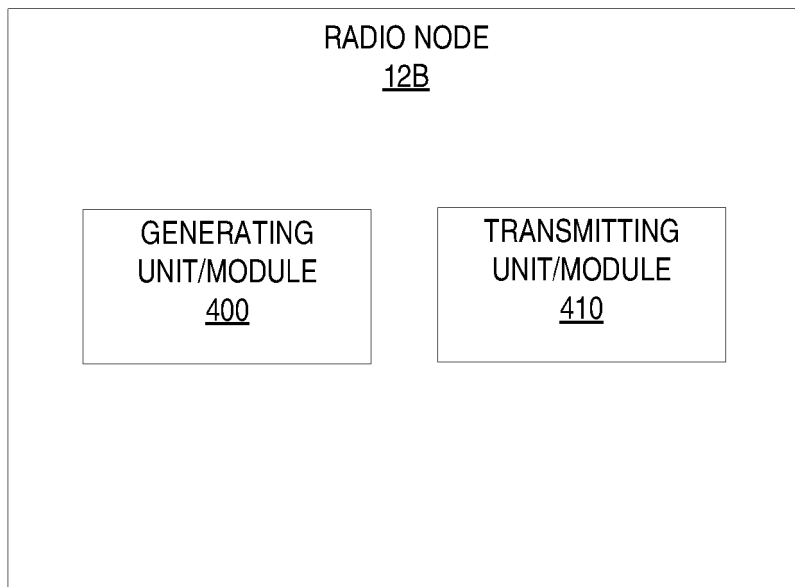 RADIO NODE
12B
GENERATING
UNIT/MODULE
400
TRANSMITTING
UNIT/MODULE
410